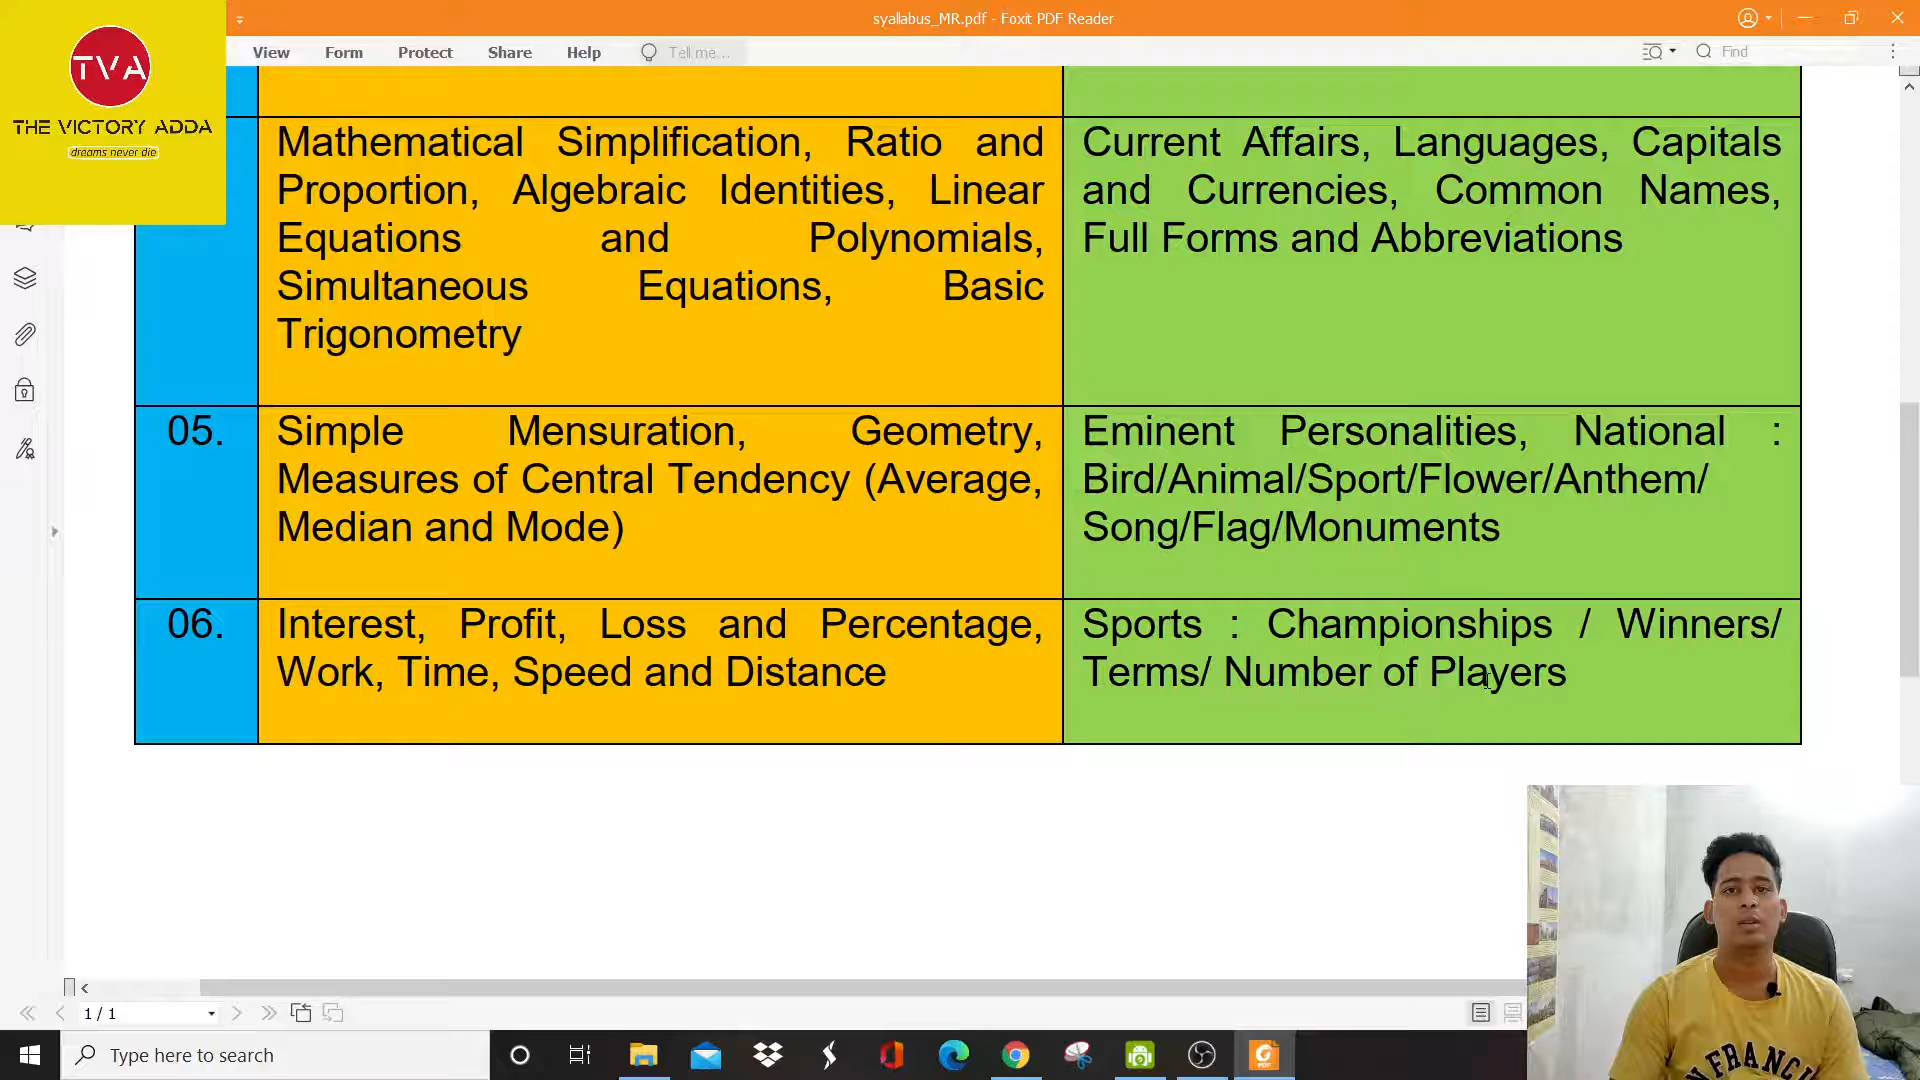 syallabus_MR.pdf - Foxit PDF Reader
TVA
THE VICTORY ADDA
dreams never die
View Form Protect Share Help Tell me... Find
Mathematical Simplification, Ratio and
Proportion, Algebraic Identities, Linear
Equations and Polynomials,
Simultaneous Equations, Basic
Trigonometry
Current Affairs, Languages, Capitals
and Currencies, Common Names,
Full Forms and Abbreviations
05.
Simple Mensuration, Geometry,
Measures of Central Tendency (Average,
Median and Mode)
Eminent Personalities, National :
Bird/Animal/Sport/Flower/Anthem/
Song/Flag/Monuments
06.
Interest, Profit, Loss and Percentage,
Work, Time, Speed and Distance
Sports : Championships / Winners/
Terms/ Number of Players
1 / 1
Type here to search
PDF